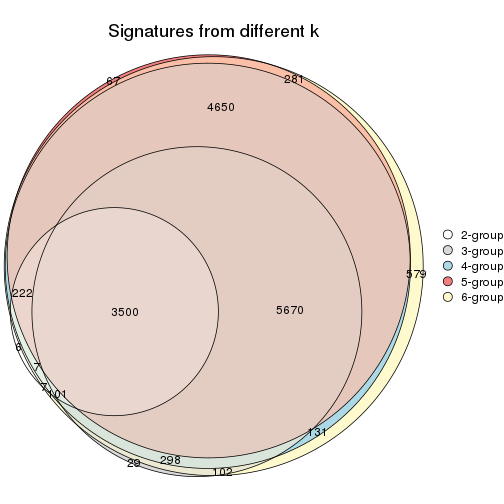 Signatures from different k
67
281
4650
579
222
3500
5670
6
7
7
101
131
298
29
102
2-group
3-group
4-group
5-group
6-group